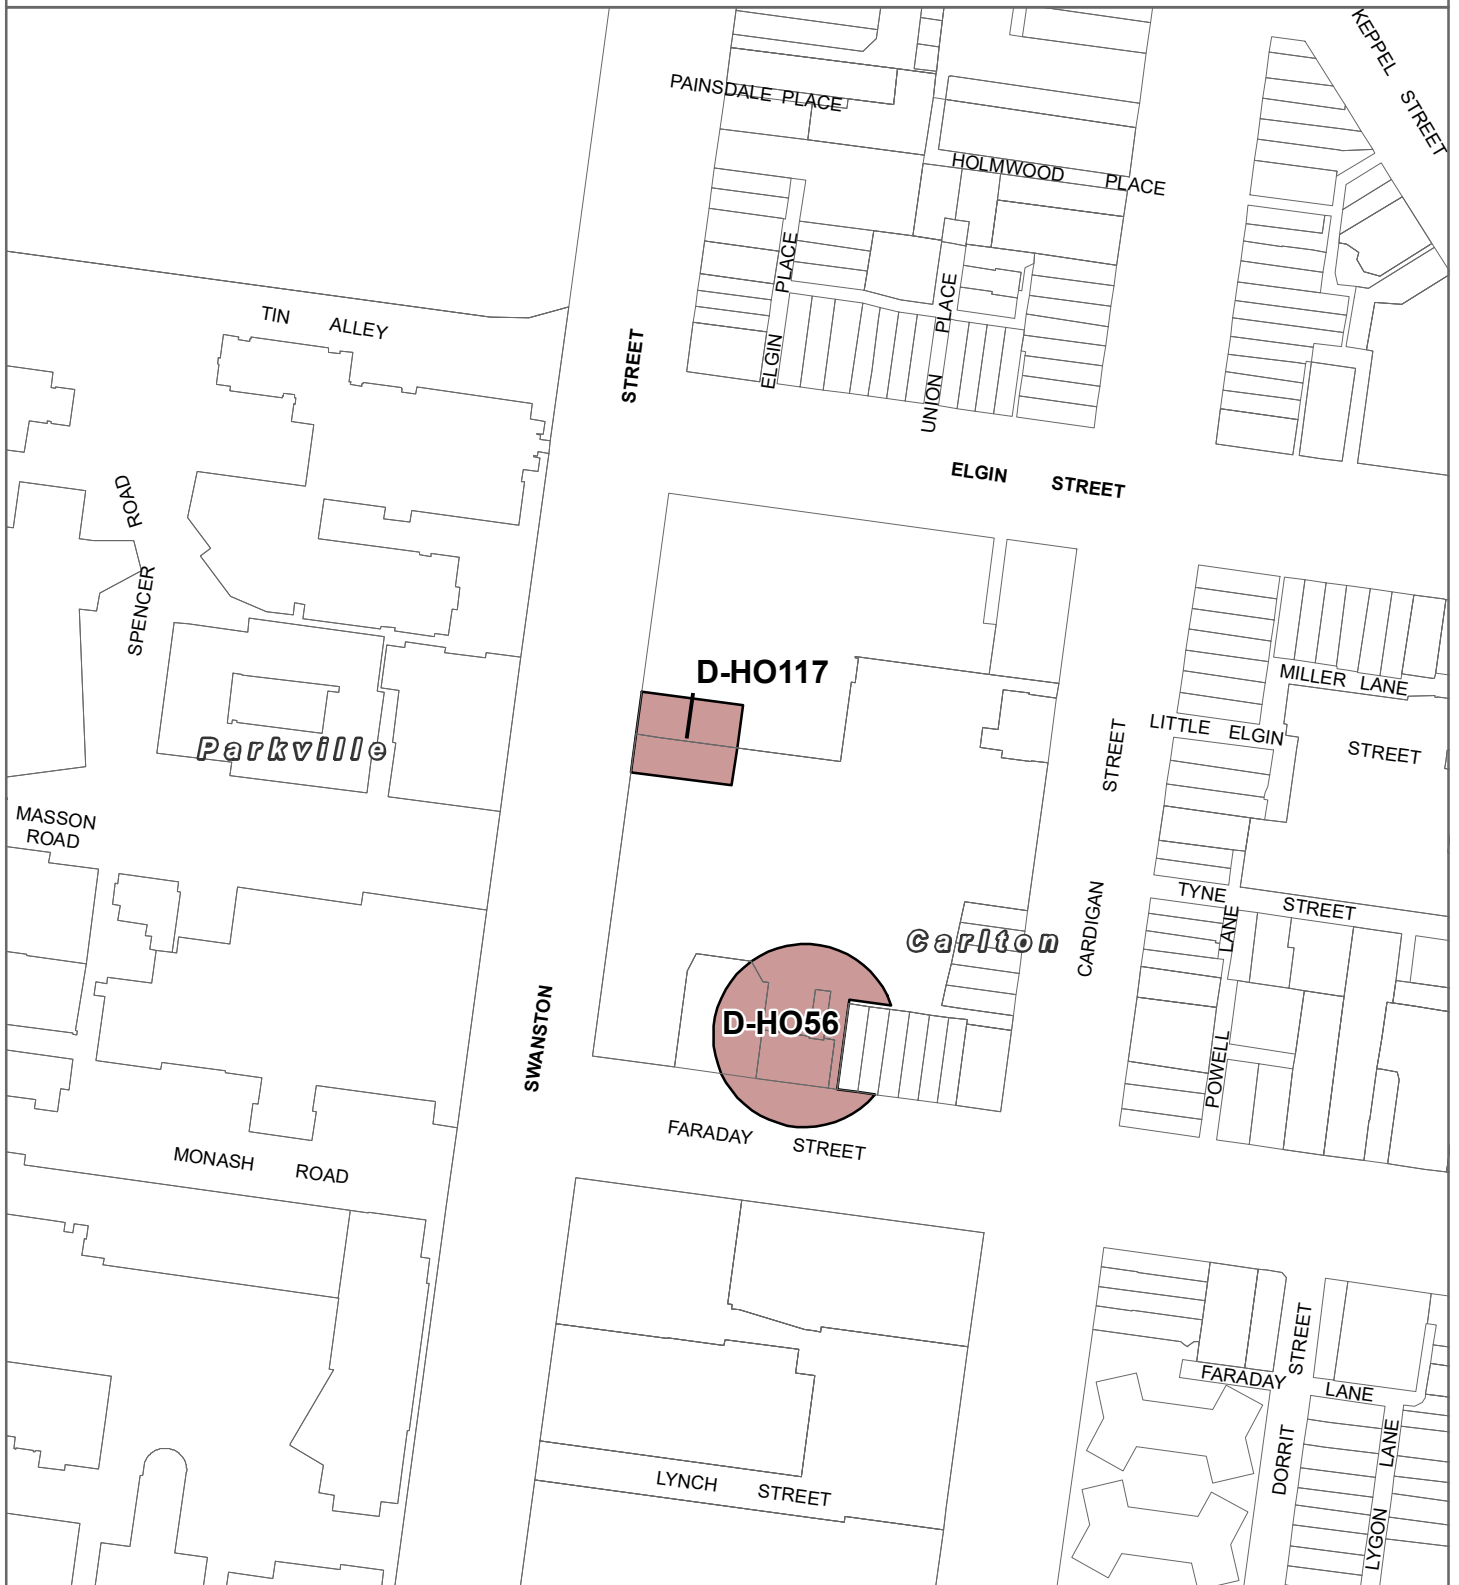 KEPPEL STREET
PAINSDALE PLACE
HOLMWOOD PLACE
ELGIN PLACE
UNION PLACE
TIN ALLEY
STREET
ELGIN STREET
SPENCER ROAD
D-HO117
MILLER LANE
LITTLE ELGIN STREET
Parkville
MASSON
ROAD
CARDIGAN STREET
TYNE STREET
Carlton
POWELL LANE
D-HO56
SWANSTON
FARADAY STREET
MONASH ROAD
DORRIT STREET
FARADAY LANE
LYGON LANE
LYNCH STREET